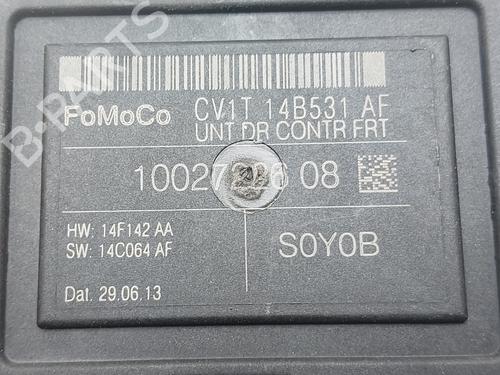 FoMoCo CV1T 14B531 AF
UNT DR CONTR FRT
HW: 14F142 AA
SW: 14C064 AF
S0Y0B
Dat. 29.06.13
B-PARTS